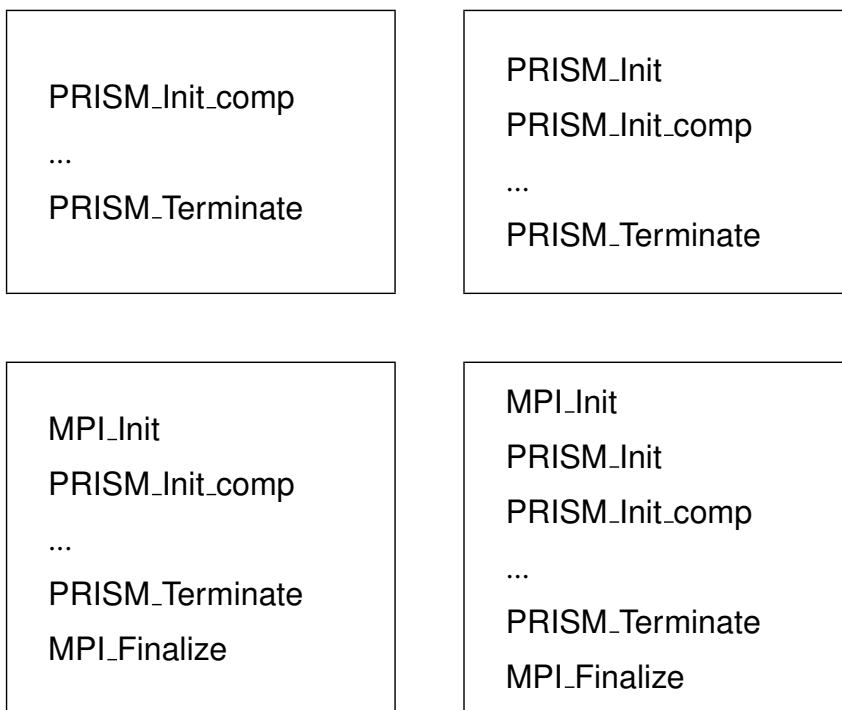 PRISM_Init_comp
...
PRISM_Terminate
PRISM_Init
PRISM_Init_comp
...
PRISM_Terminate
MPI_Init
PRISM_Init_comp
...
PRISM_Terminate
MPI_Finalize
MPI_Init
PRISM_Init
PRISM_Init_comp
...
PRISM_Terminate
MPI_Finalize